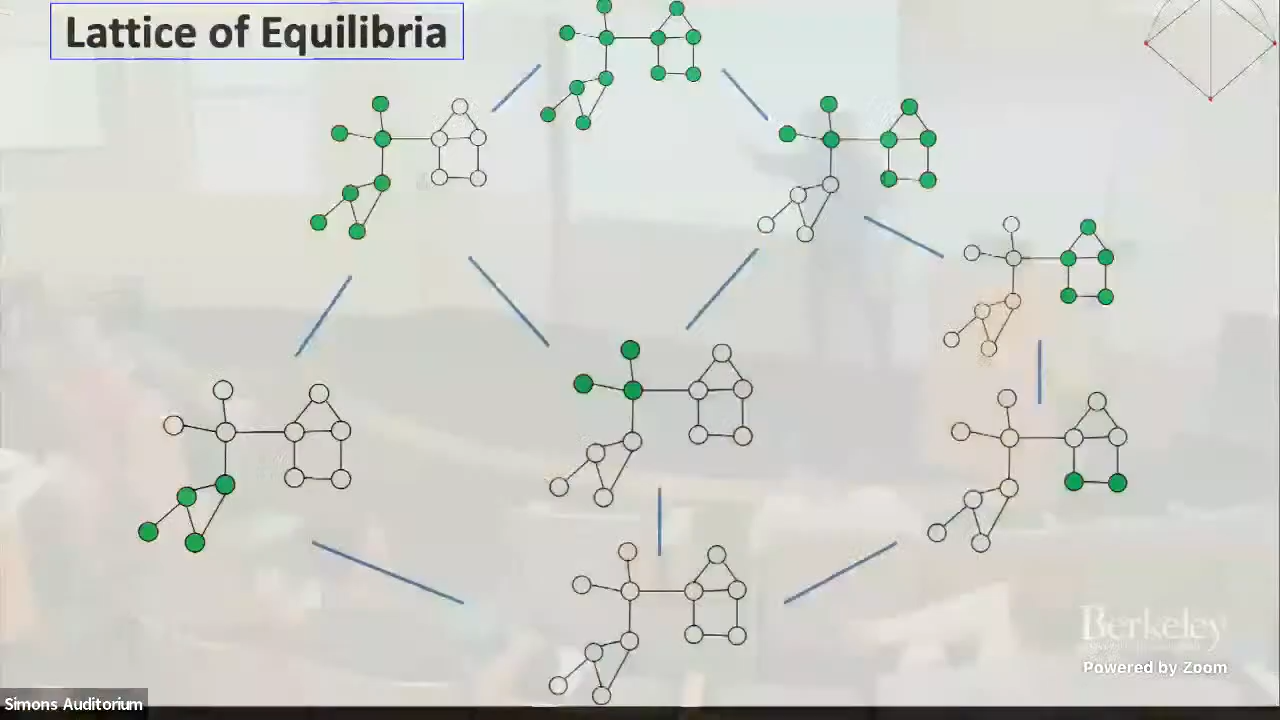 Lattice of Equilibria
Berkeley
Powered by Zoom
Simons Auditorium